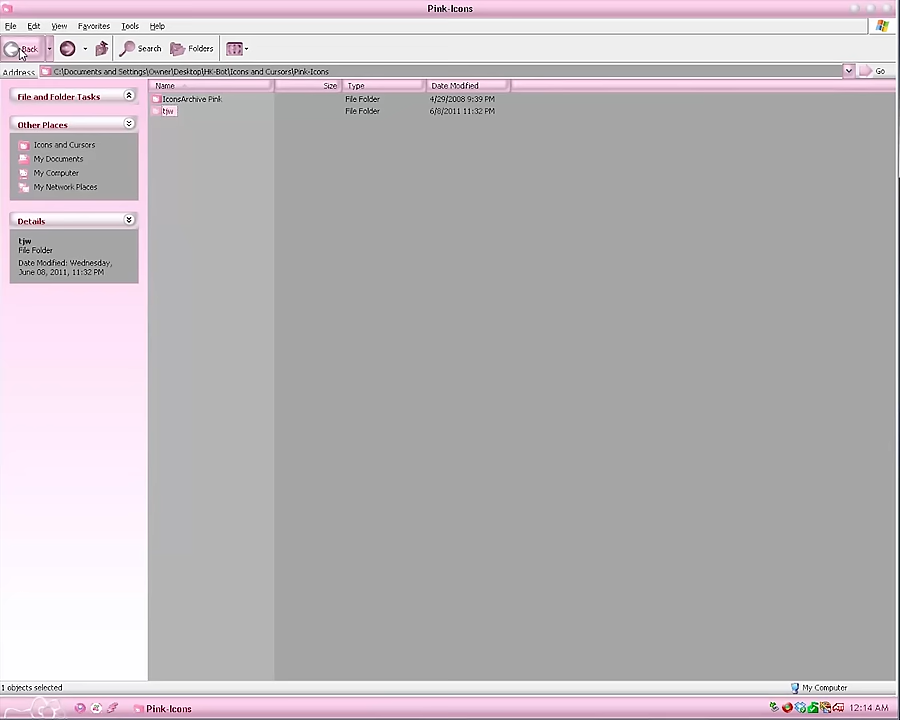 Pink-Icons
File Edit View Favorites Tools Help
Back Search Folders
Address C:\Documents and Settings\Owner\Desktop\HK-Bot\Icons and Cursors\Pink-Icons Go
Name Size Type Date Modified
IconsArchive Pink File Folder 4/29/2008 9:39 PM
tjw File Folder 6/8/2011 11:32 PM
File and Folder Tasks
Other Places
Icons and Cursors
My Documents
My Computer
My Network Places
Details
tjw
File Folder
Date Modified: Wednesday,
June 08, 2011, 11:32 PM
1 objects selected My Computer
Pink-Icons 12:14 AM